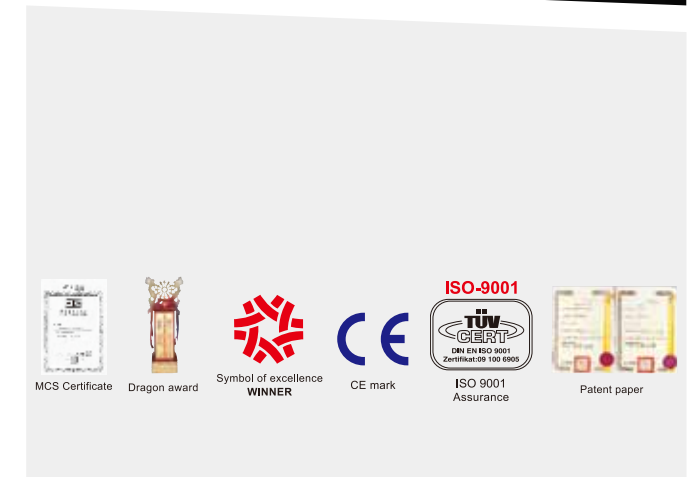 ISO-9001
TÜV
CERT
DIN EN ISO 9001
Zertifikat:09 100 6905
MCS Certificate
Dragon award
Symbol of excellence
WINNER
CE mark
ISO 9001
Assurance
Patent paper